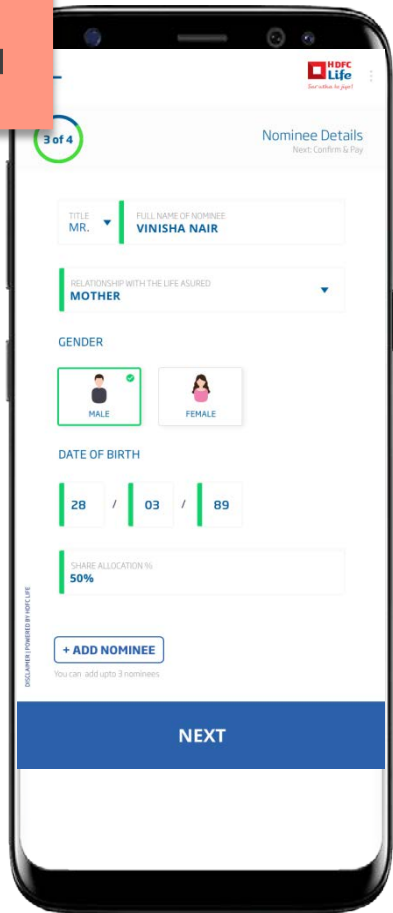 HDFC
Life
Sar utha ke jiyo!
3 of 4
Nominee Details
Next: Confirm & Pay
TITLE
MR.
FULL NAME OF NOMINEE
VINISHA NAIR
RELATIONSHIP WITH THE LIFE ASURED
MOTHER
GENDER
MALE
FEMALE
DATE OF BIRTH
28 / 03 / 89
SHARE ALLOCATION %
50%
DISCLAIMER | POWERED BY HDFC LIFE
+ ADD NOMINEE
You can add upto 3 nominees
NEXT